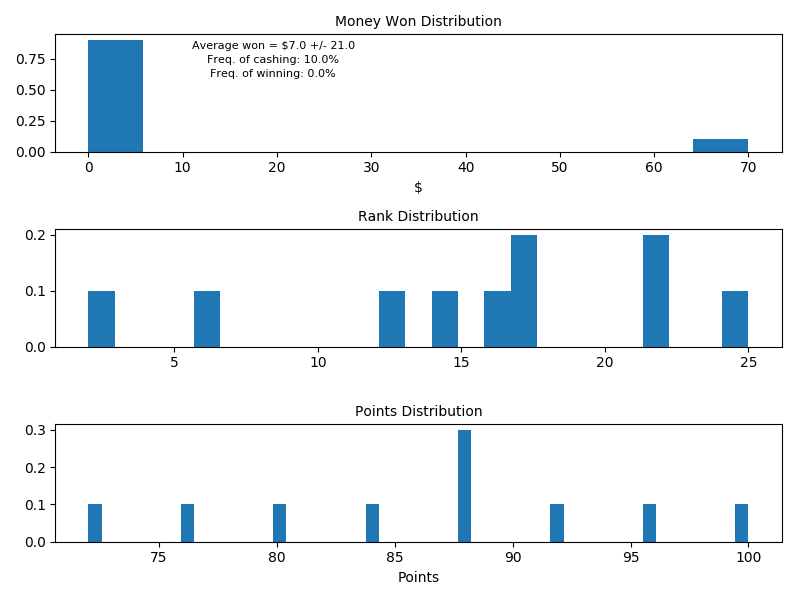 Money Won Distribution
Average won = $7.0 +/- 21.0
Freq. of cashing: 10.0%
Freq. of winning: 0.0%
0.75
0.50
0.25
0.00
0 10 20 30 40 50 60 70
$
Rank Distribution
0.2
0.1
0.0
5 10 15 20 25
Points Distribution
0.3
0.2
0.1
0.0
75 80 85 90 95 100
Points